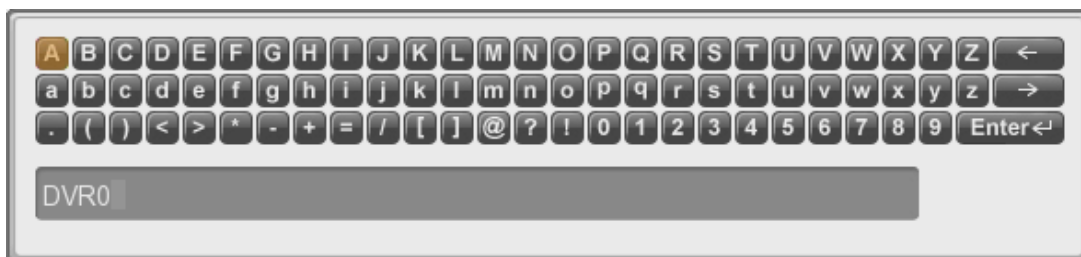 A B C D E F G H I J K L M N O P Q R S T U V W X Y Z ←
a b c d e f g h i j k l m n o p q r s t u v w x y z →
. ( ) < > * - + = / [ ] @ ? ! 0 1 2 3 4 5 6 7 8 9 Enter↵
DVR0